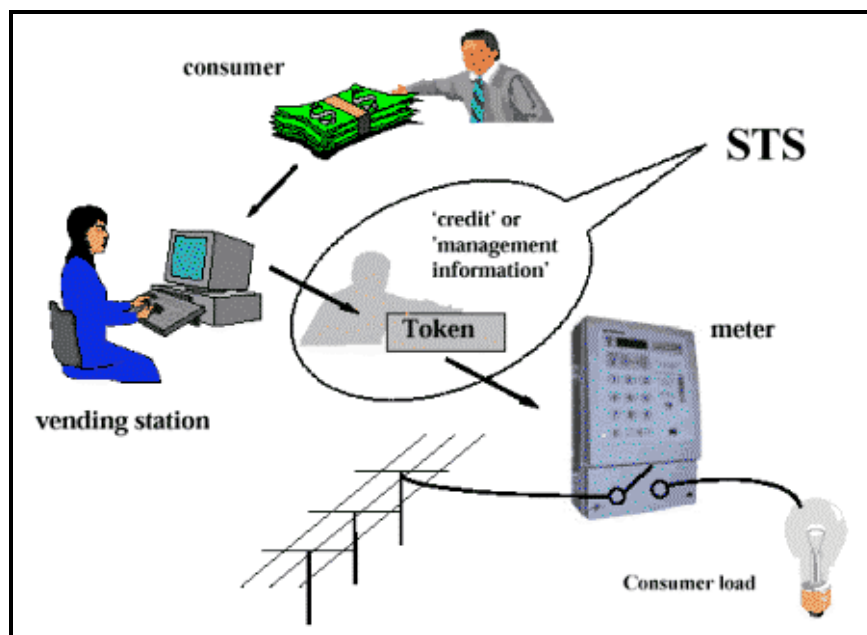 consumer
STS
'credit' or
'management
information'
Token
meter
vending station
Consumer load